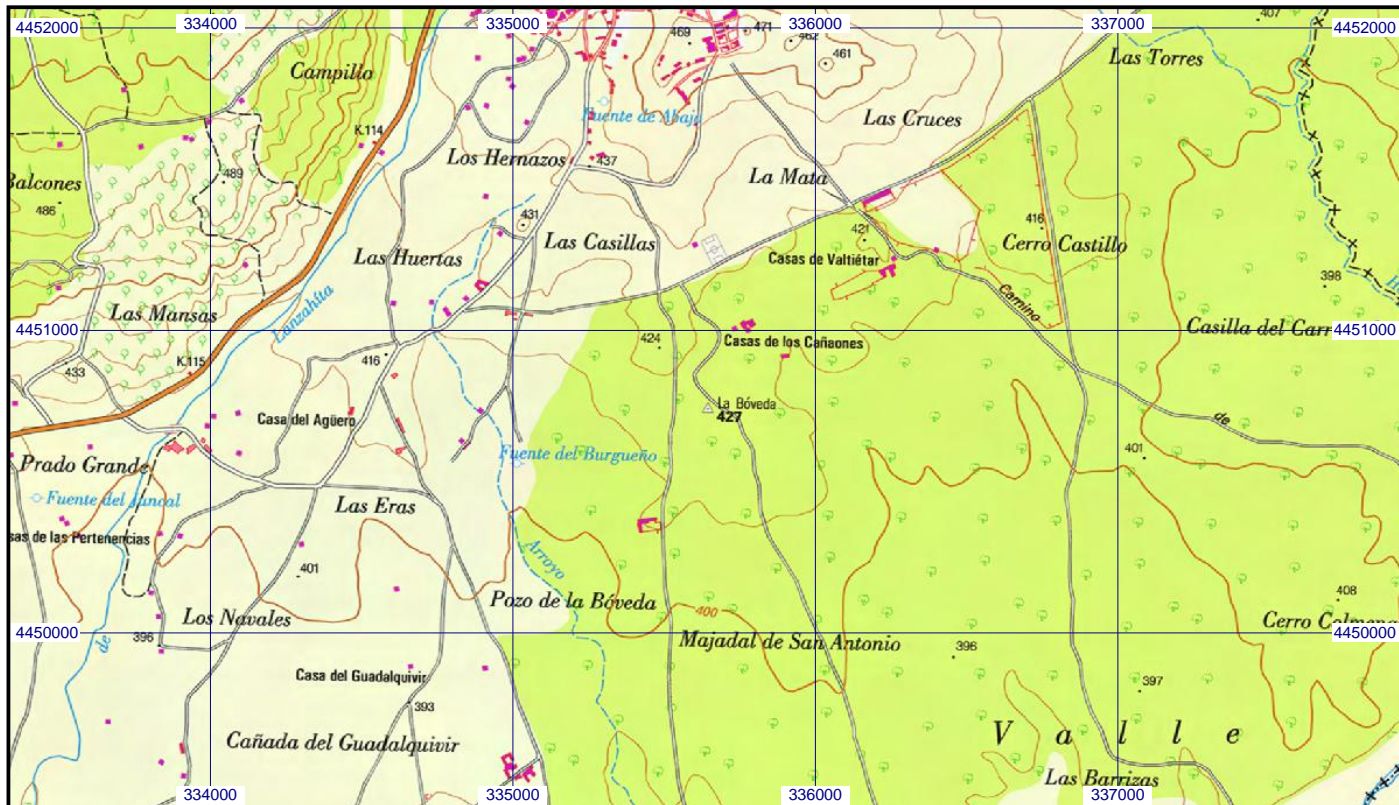 334000
335000
336000
337000
407
4452000
4452000
469
471
462
461
Campillo
Las Torres
Fuente de Abajo
Las Cruces
K.114
Los Hernazos
437
489
La Mata
Balcones
486
431
416
421
Las Casillas
Cerro Castillo
Las Huertas
Casas de Valtiétar
398
Lanzahíta
Camino
Las Mansas
4451000
Casilla del Carr
4451000
424
Casas de los Cañaones
416
K.115
433
La Bóveda
427
Casa del Agüero
de
401
Fuente del Burgueño
Prado Grande
Fuente del Juncal
Las Eras
sas de las Pertenencias
Arroyo
401
408
Pozo de la Bóveda
400
Los Navales
Cerro Colmena
396
4450000
de
Majadal de San Antonio
396
4450000
Casa del Guadalquivir
397
393
Valle
Cañada del Guadalquivir
Las Barrizas
334000
335000
336000
337000